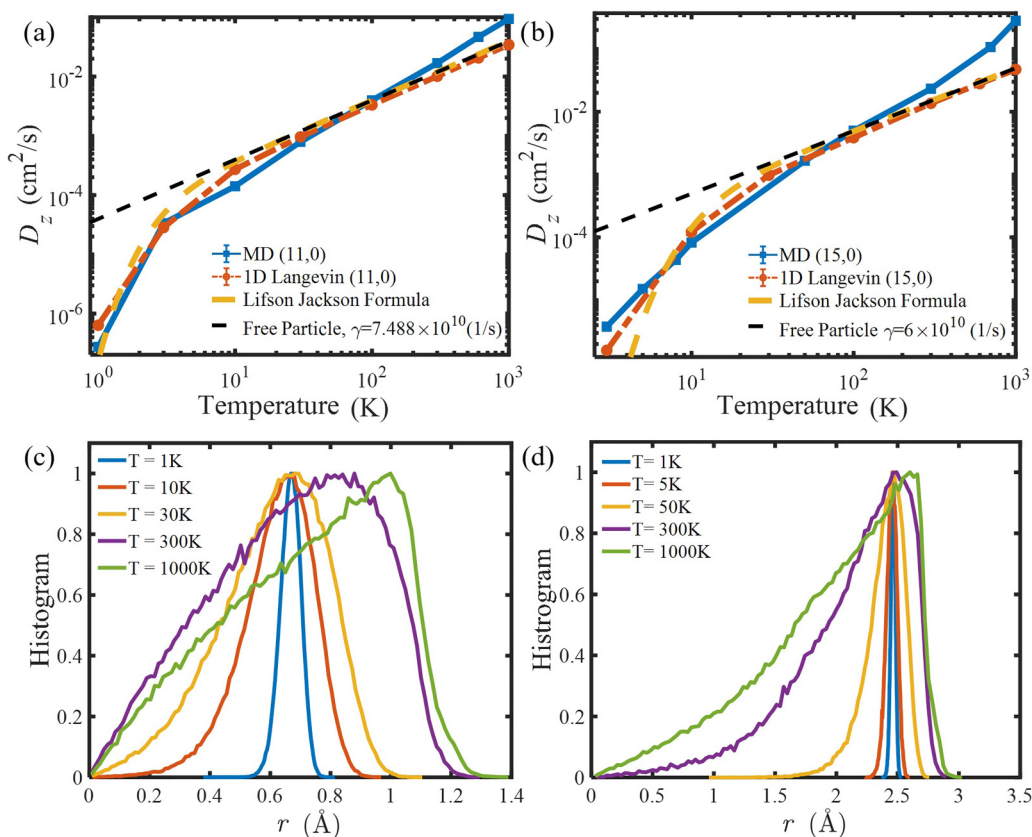 (a)
10^-2
10^-4
10^-6
D_z (cm^2/s)
MD (11,0)
1D Langevin (11,0)
Lifson Jackson Formula
Free Particle, γ=7.488×10^10(1/s)
10^0
10^1
10^2
10^3
Temperature (K)
(b)
10^-2
10^-4
D_z (cm^2/s)
MD (15,0)
1D Langevin (15,0)
Lifson Jackson Formula
Free Particle γ=6×10^10 (1/s)
10^1
10^2
10^3
Temperature (K)
(c)
T = 1K
T = 10K
T = 30K
T = 300K
T = 1000K
1
0.8
0.6
0.4
0.2
0
Histogram
0 0.2 0.4 0.6 0.8 1 1.2 1.4
r (Å)
(d)
T= 1K
T= 5K
T= 50K
T= 300K
T= 1000K
1
0.8
0.6
0.4
0.2
0
Histrogram
0 0.5 1 1.5 2 2.5 3 3.5
r (Å)